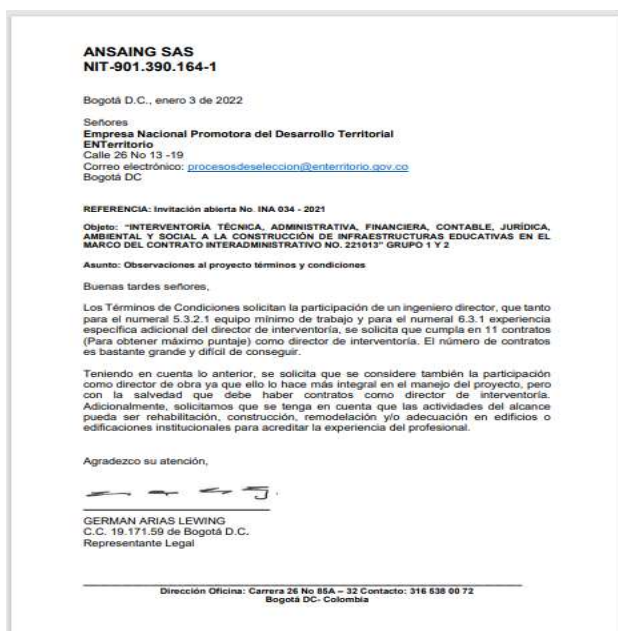 ANSAING SAS
NIT-901.390.164-1
Bogotá D.C., enero 3 de 2022
Señores
Empresa Nacional Promotora del Desarrollo Territorial
ENTerritorio
Calle 26 No 13 -19
Correo electrónico: procesosdeseleccion@enterritorio.gov.co
Bogotá DC
REFERENCIA: Invitación abierta No. INA 034 - 2021
Objeto: “INTERVENTORÍA TÉCNICA, ADMINISTRATIVA, FINANCIERA, CONTABLE, JURÍDICA,
AMBIENTAL Y SOCIAL A LA CONSTRUCCIÓN DE INFRAESTRUCTURAS EDUCATIVAS EN EL
MARCO DEL CONTRATO INTERADMINISTRATIVO NO. 221013” GRUPO 1 Y 2
Asunto: Observaciones al proyecto términos y condiciones
Buenas tardes señores,
Los Términos de Condiciones solicitan la participación de un ingeniero director, que tanto
para el numeral 5.3.2.1 equipo mínimo de trabajo y para el numeral 6.3.1 experiencia
específica adicional del director de interventoría, se solicita que cumpla en 11 contratos
(Para obtener máximo puntaje) como director de interventoría. El número de contratos
es bastante grande y difícil de conseguir.
Teniendo en cuenta lo anterior, se solicita que se considere también la participación
como director de obra ya que ello lo hace más integral en el manejo del proyecto, pero
con la salvedad que debe haber contratos como director de interventoría.
Adicionalmente, solicitamos que se tenga en cuenta que las actividades del alcance
pueda ser rehabilitación, construcción, remodelación y/o adecuación en edificios o
edificaciones institucionales para acreditar la experiencia del profesional.
Agradezco su atención,
GERMAN ARIAS LEWING
C.C. 19.171.59 de Bogotá D.C.
Representante Legal
Dirección Oficina: Carrera 26 No 85A – 32 Contacto: 316 538 00 72
Bogotá DC- Colombia